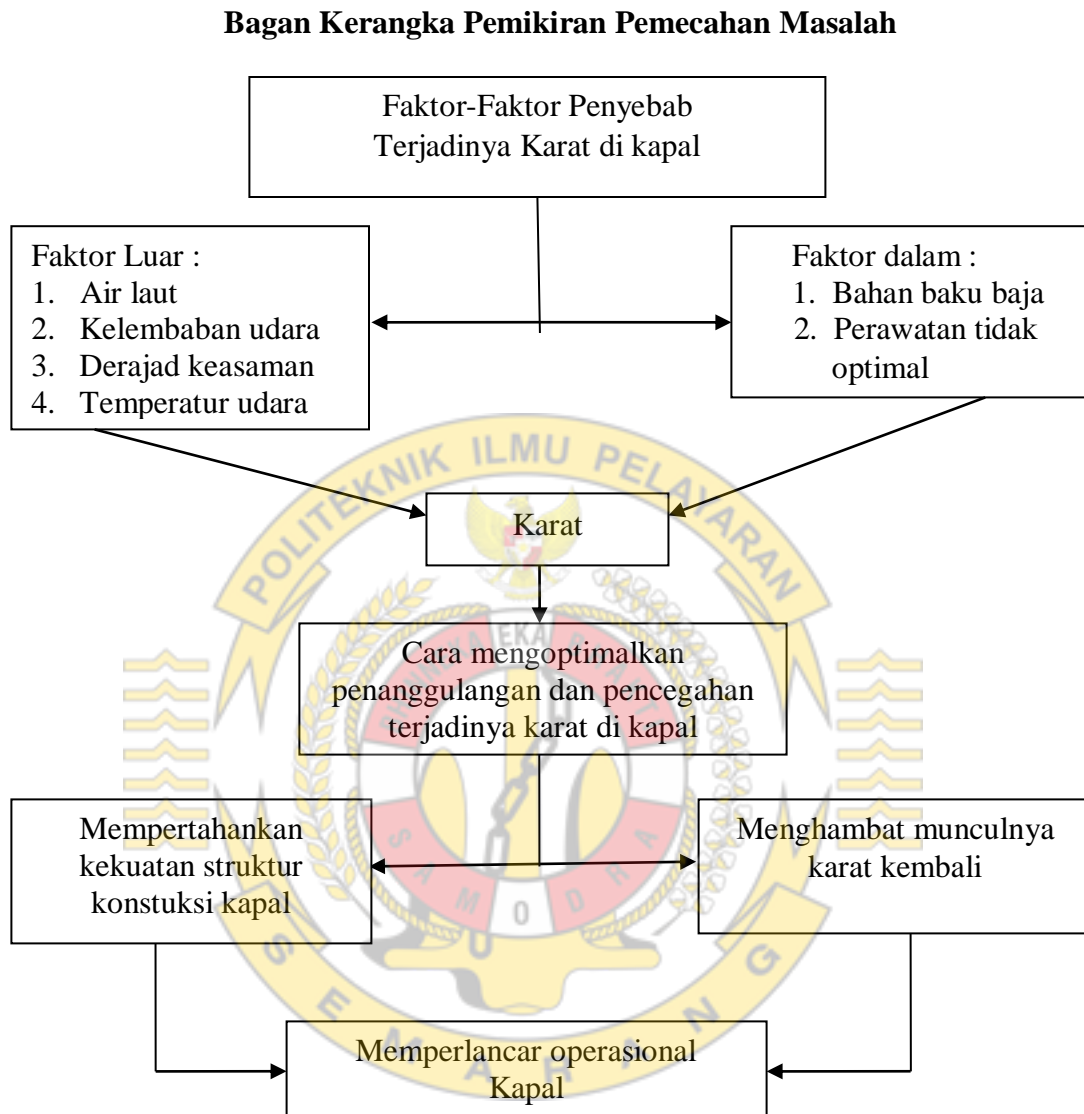 Bagan Kerangka Pemikiran Pemecahan Masalah
Faktor-Faktor Penyebab
Terjadinya Karat di kapal
Faktor Luar :
1. Air laut
2. Kelembaban udara
3. Derajad keasaman
4. Temperatur udara
Faktor dalam :
1. Bahan baku baja
2. Perawatan tidak
optimal
POLITEKNIK ILMU PELAYARAN
Karat
EKA
Cara mengoptimalkan
penanggulangan dan pencegahan
terjadinya karat di kapal
Mempertahankan
kekuatan struktur
konstuksi kapal
Menghambat munculnya
karat kembali
SAMODRA
SEMARANG
Memperlancar operasional
Kapal